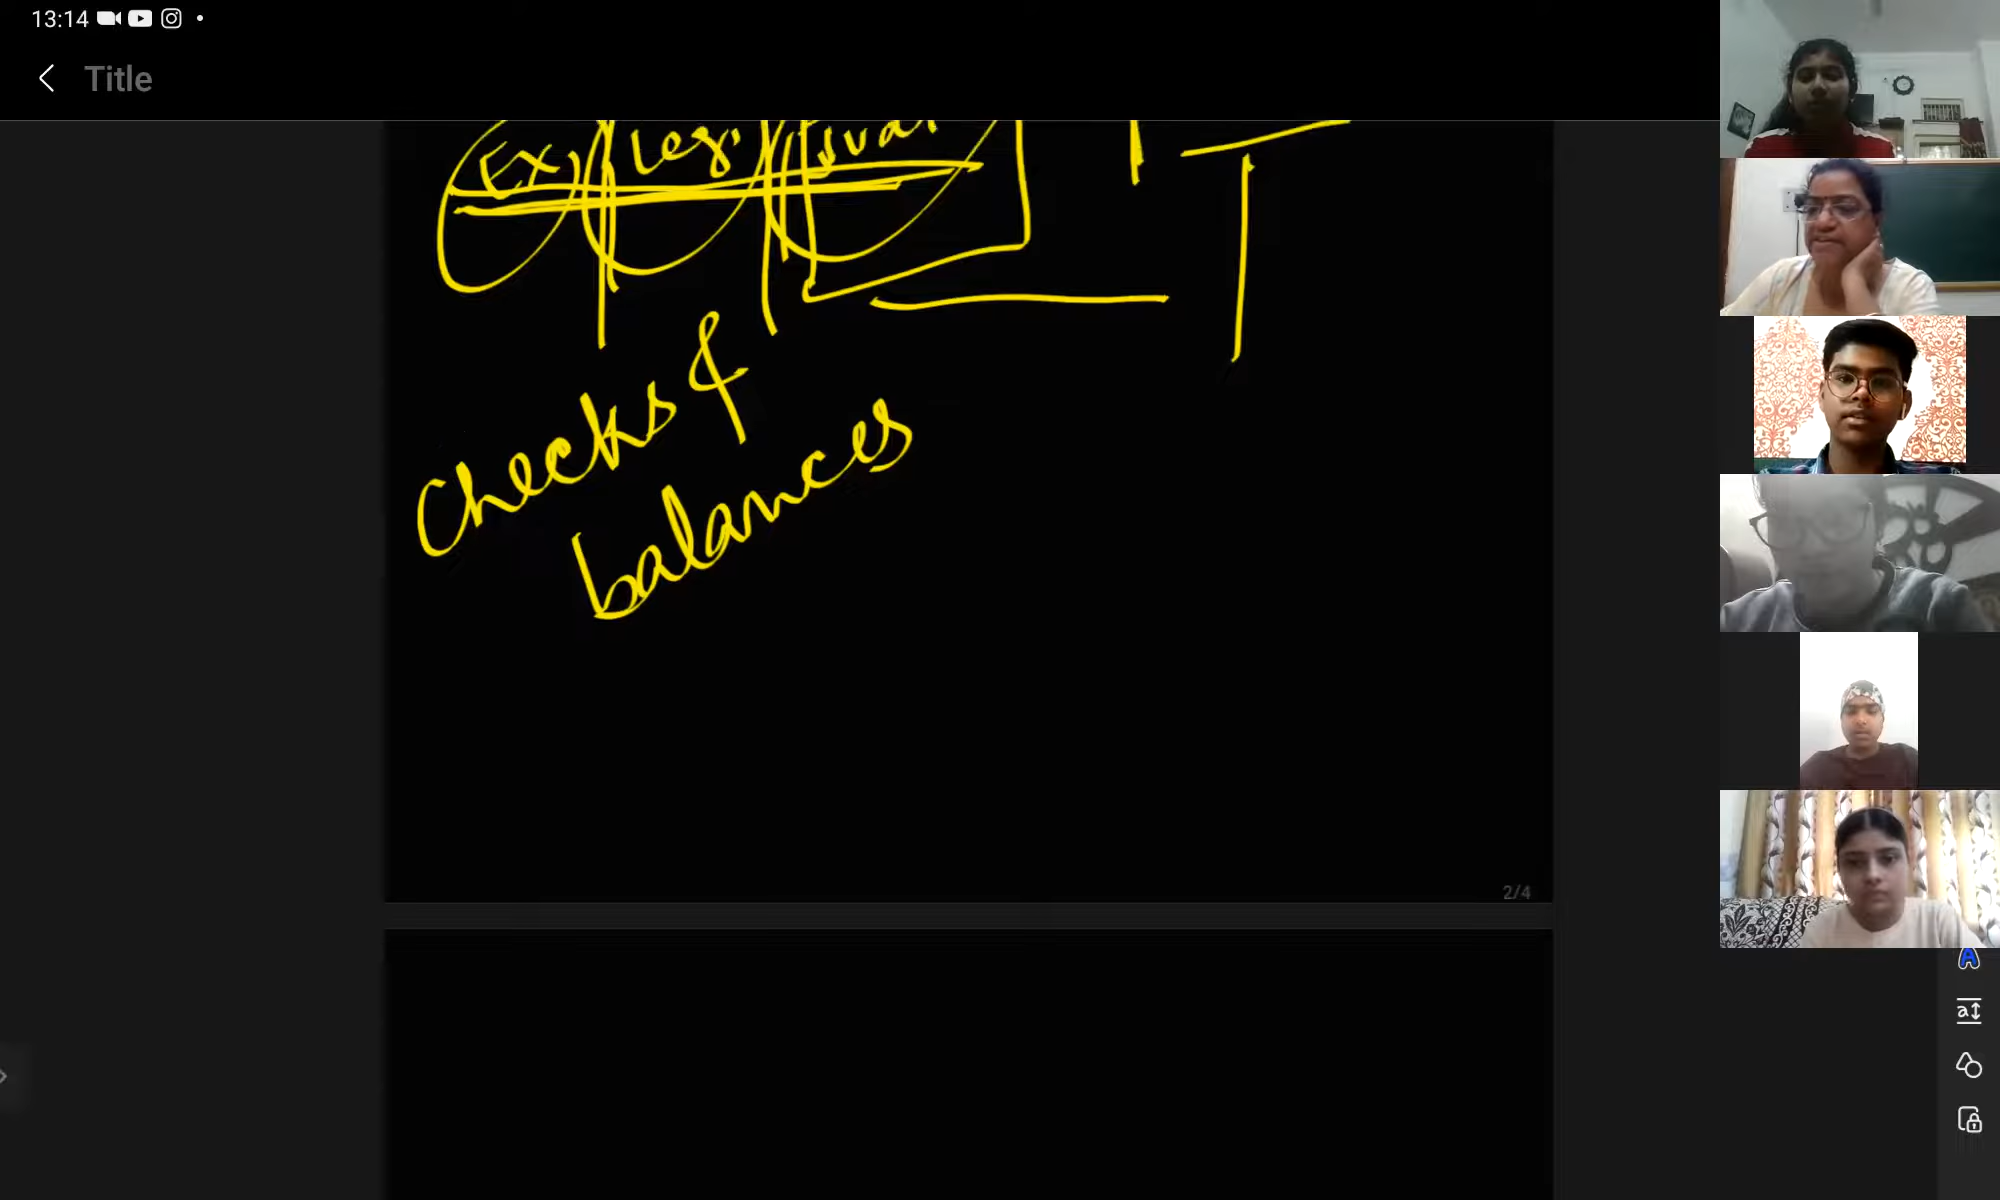 13:14
Title
Ex. Leg.
checks &
balances
2/4